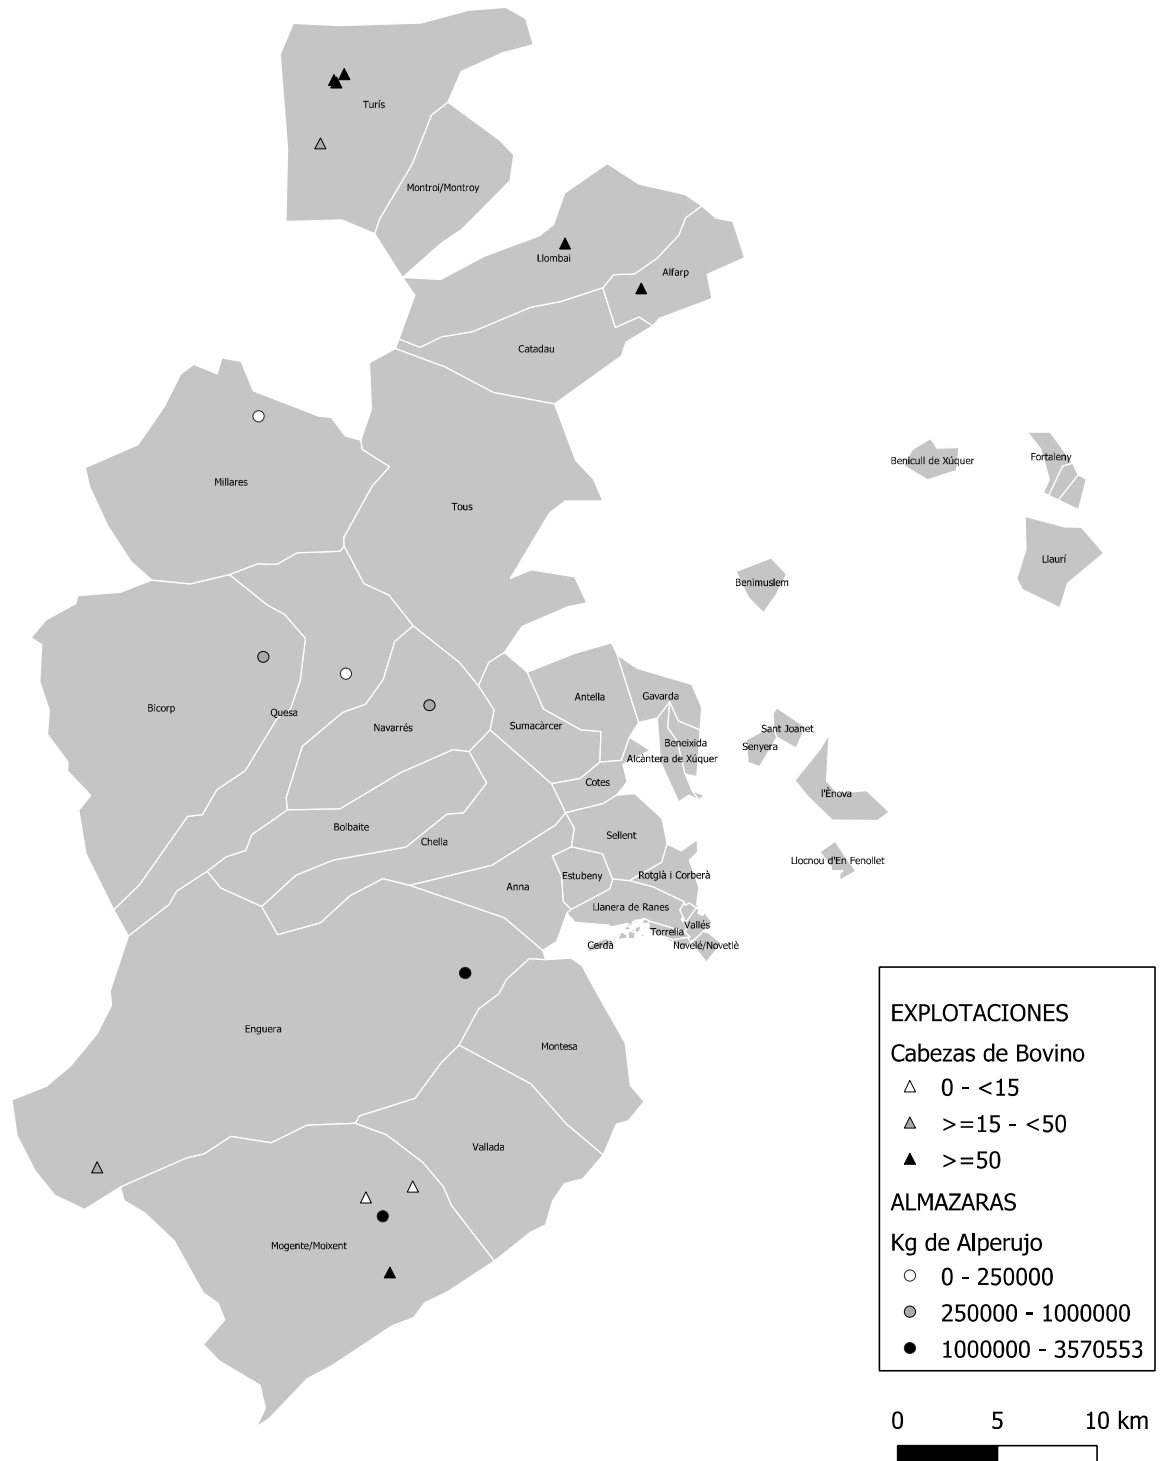 Turís
Montroi/Montroy
Llombai
Alfarp
Catadau
Millares
Tous
Benicull de Xúquer
Fortaleny
Llaurí
Benimuslem
Bicorp
Quesa
Navarrés
Sumacàrcer
Antella
Gavarda
Beneixida
Alcàntera de Xúquer
Sant Joanet
Senyera
Cotes
l'Ènova
Bolbaite
Chella
Sellent
Llocnou d'En Fenollet
Anna
Estubeny
Rotglà i Corberà
Llanera de Ranes
Vallés
Torrella
Cerdà
Novelé/Novetlè
Enguera
Montesa
Vallada
Mogente/Moixent
EXPLOTACIONES
Cabezas de Bovino
0 - <15
>=15 - <50
>=50
ALMAZARAS
Kg de Alperujo
0 - 250000
250000 - 1000000
1000000 - 3570553
0 5 10 km